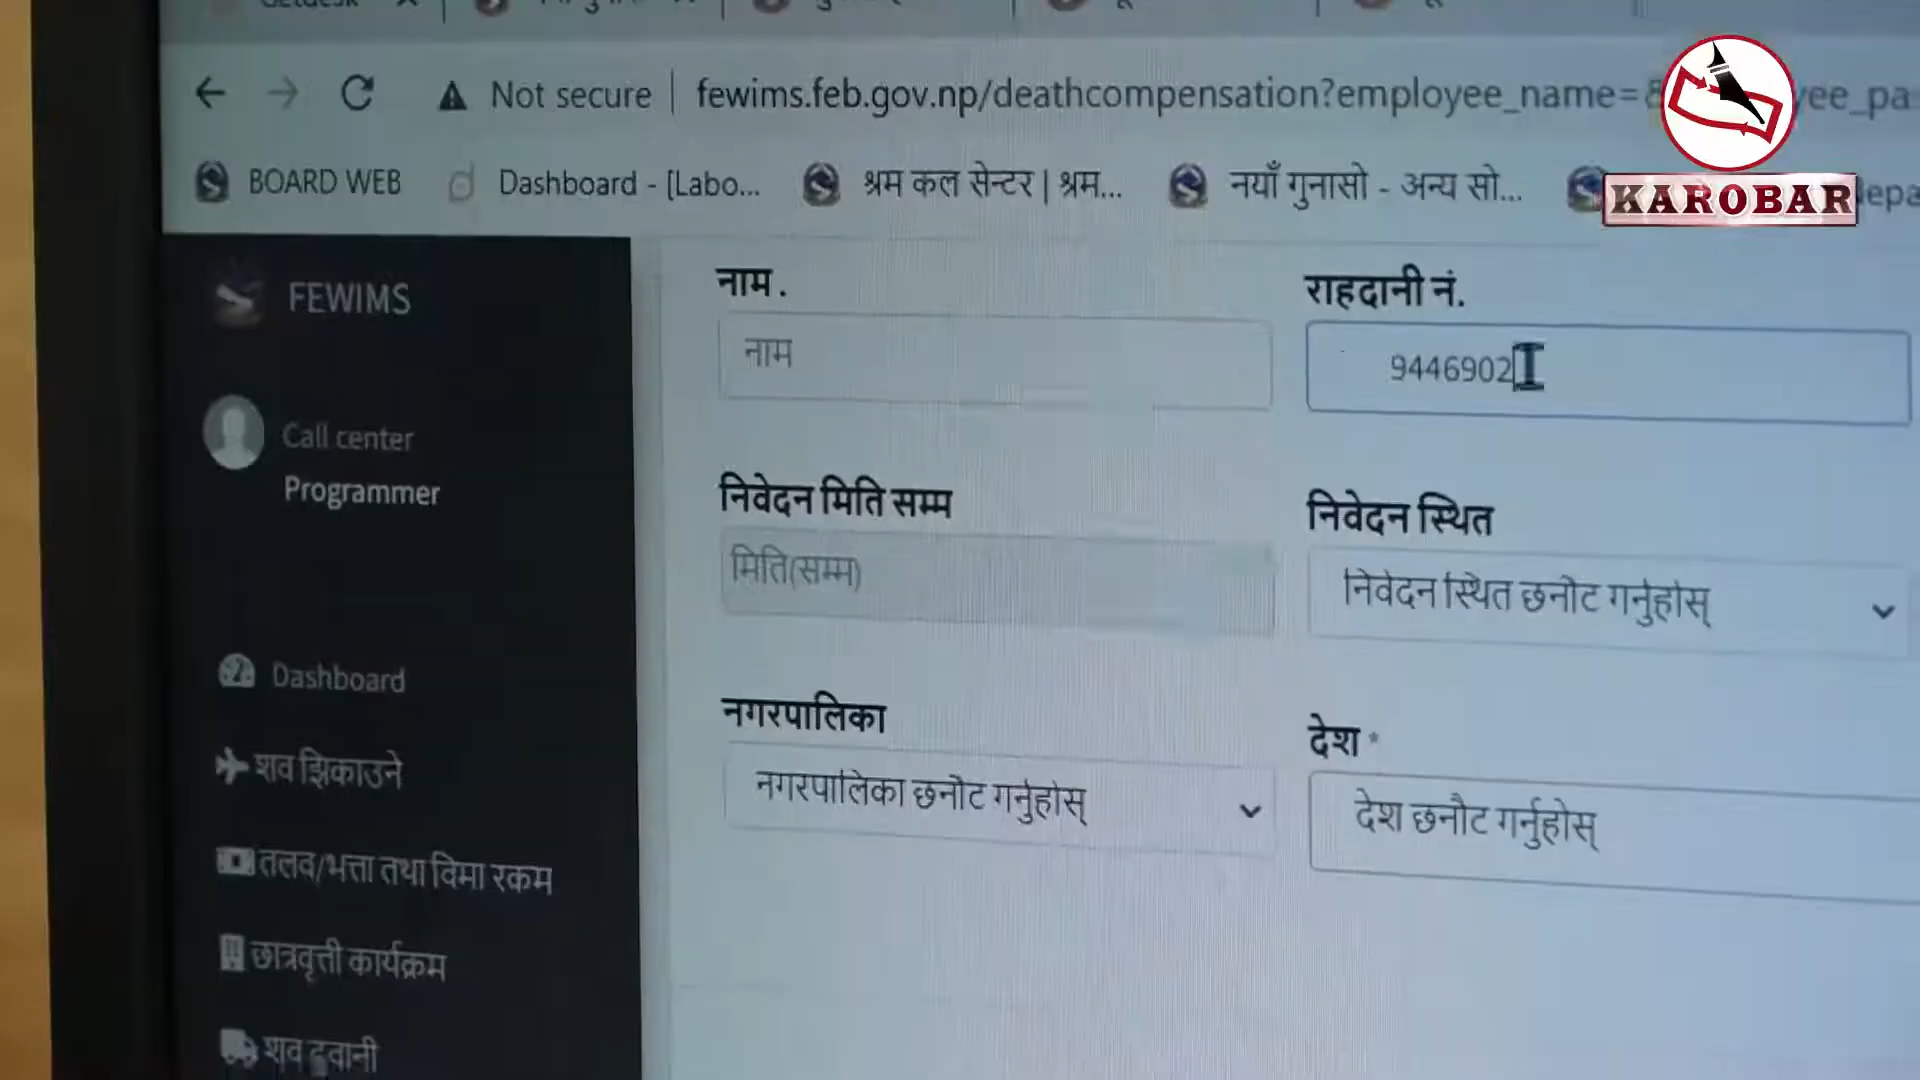 Not secure | fewims.feb.gov.np/deathcompensation?employee_name=&
yee_pa
BOARD WEB
Dashboard - [Labo...
श्रम कल सेन्टर | श्रम...
नयाँ गुनासो - अन्य सो...
KAROBAR
FEWIMS
Call center
Programmer
Dashboard
शव झिकाउने
तलव/भत्ता तथा विमा रकम
छात्रवृत्ती कार्यक्रम
शव ढुवानी
नाम .
नाम
राहदानी नं.
9446902
निवेदन मिति सम्म
मिति(सम्म)
निवेदन स्थित
निवेदन स्थित छनौट गर्नुहोस्
नगरपालिका
नगरपालिका छनौट गर्नुहोस्
देश *
देश छनौट गर्नुहोस्